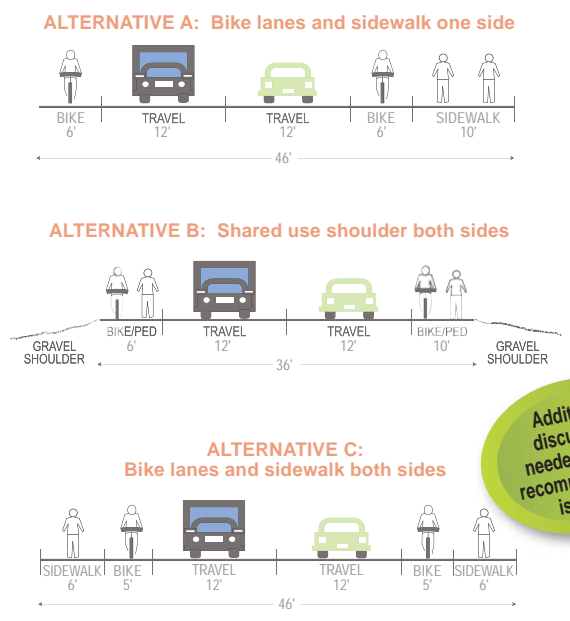 ALTERNATIVE A: Bike lanes and sidewalk one side
BIKE TRAVEL TRAVEL BIKE SIDEWALK
6' 12' 12' 6' 10'
46'
ALTERNATIVE B: Shared use shoulder both sides
BIKE/PED TRAVEL TRAVEL BIKE/PED
6' 12' 12' 10'
GRAVEL GRAVEL
SHOULDER SHOULDER
36'
ALTERNATIVE C:
Bike lanes and sidewalk both sides
SIDEWALK BIKE TRAVEL TRAVEL BIKE SIDEWALK
6' 5' 12' 12' 5' 6'
46'